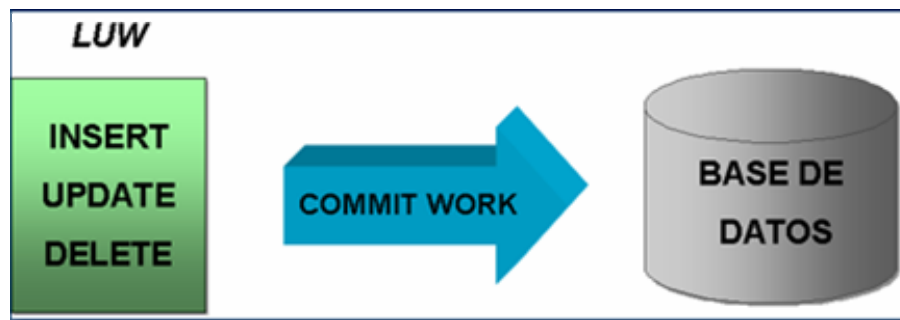 LUW
INSERT
UPDATE
DELETE
COMMIT WORK
BASE DE
DATOS